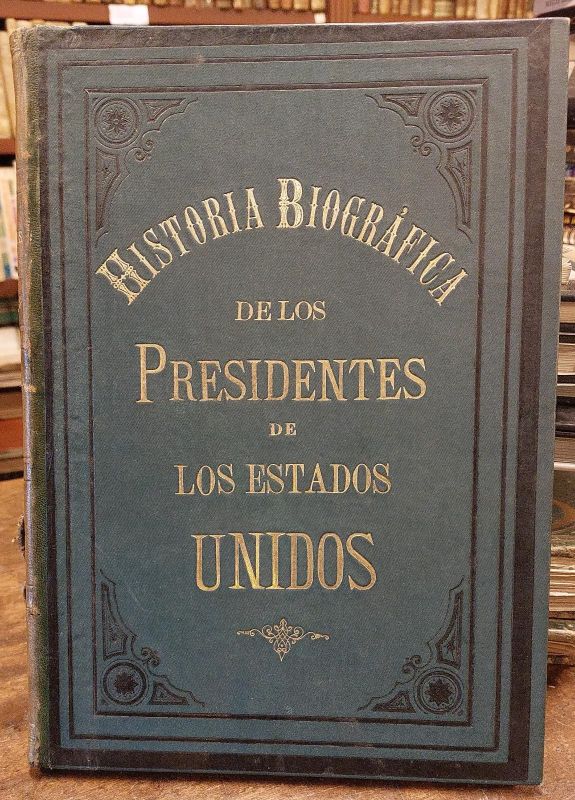 HISTORIA BIOGRÁFICA
DE LOS
PRESIDENTES
DE
LOS ESTADOS
UNIDOS